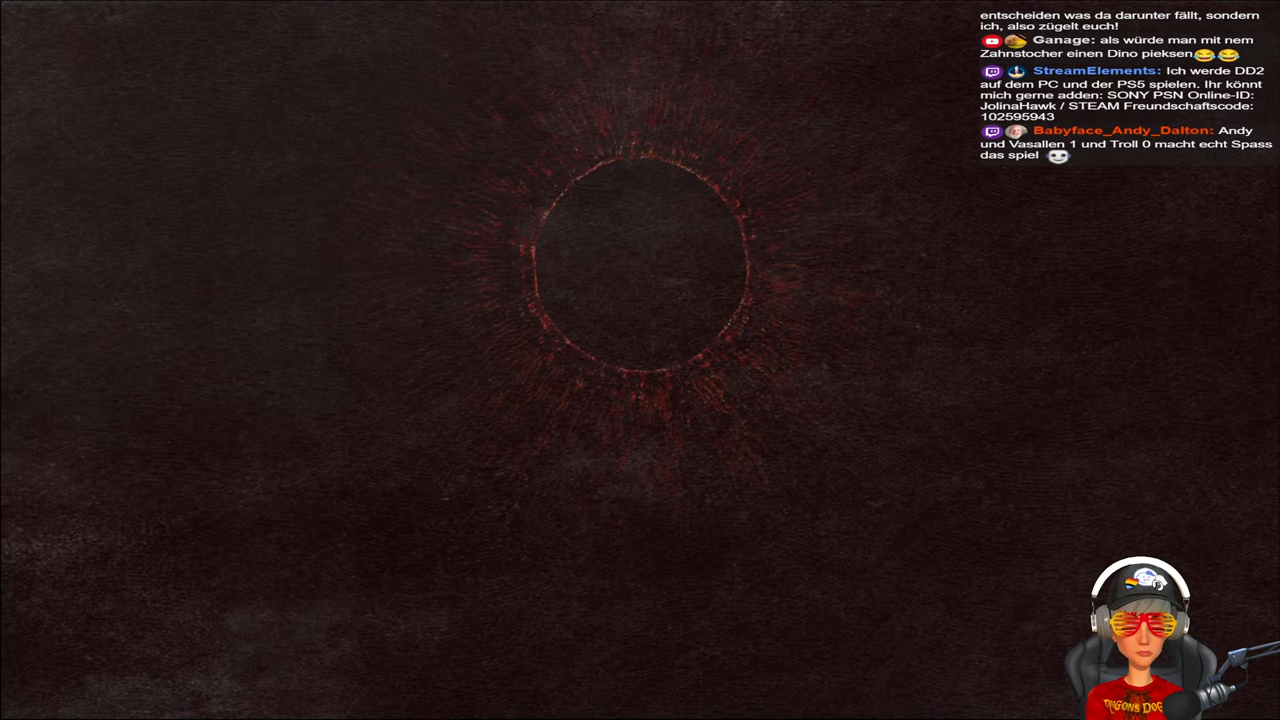 entscheiden was da darunter fällt, sondern
ich, also zügelt euch!
Ganage: als würde man mit nem
Zahnstocher einen Dino pieksen
StreamElements: Ich werde DD2
auf dem PC und der PS5 spielen. Ihr könnt
mich gerne adden: SONY PSN Online-ID:
JolinaHawk / STEAM Freundschaftscode:
102595943
Babyface_Andy_Dalton: Andy
und Vasallen 1 und Troll 0 macht echt Spass
das spiel
DRAGON'S DOG